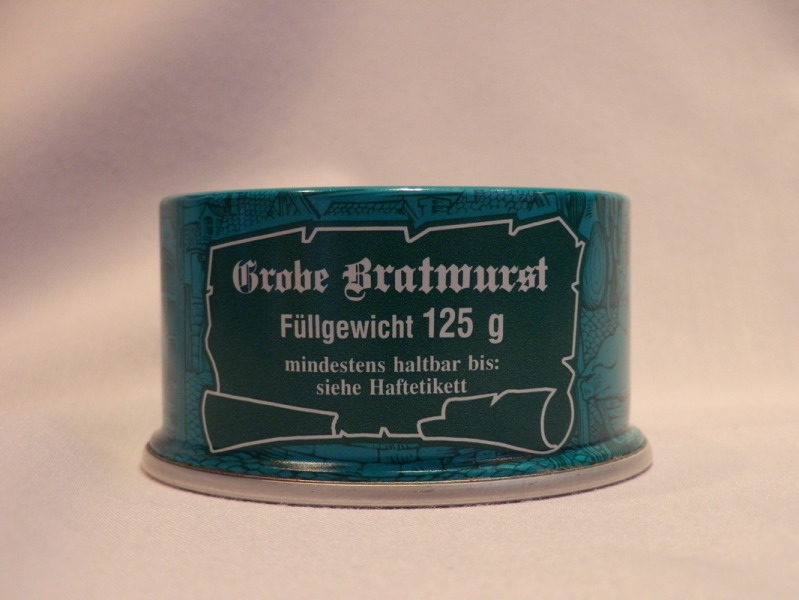 Grobe Bratwurst
Füllgewicht 125 g
mindestens haltbar bis:
siehe Haftetikett